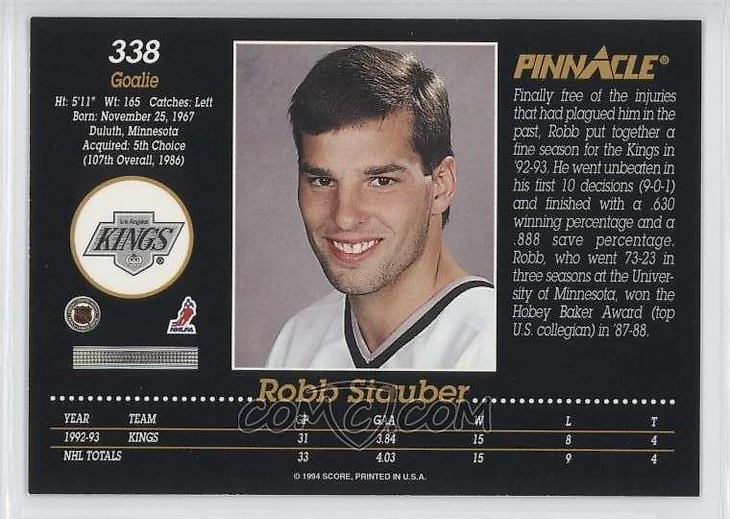 338
Goalie
Ht: 5'11" Wt: 165 Catches: Left
Born: November 25, 1967
Duluth, Minnesota
Acquired: 5th Choice
(107th Overall, 1986)
Los Angeles
KINGS®
NHLPA
PINNACLE®
Finally free of the injuries
that had plagued him in the
past, Robb put together a
fine season for the Kings in
'92-93. He went unbeaten in
his first 10 decisions (9-0-1)
and finished with a .630
winning percentage and a
.888 save percentage.
Robb, who went 73-23 in
three seasons at the Univer-
sity of Minnesota, won the
Hobey Baker Award (top
U.S. collegian) in '87-88.
Robb Stauber
COMC.COM
YEAR TEAM GP GAA W L T
1992-93 KINGS 31 3.84 15 8 4
NHL TOTALS 33 4.03 15 9 4
© 1994 SCORE, PRINTED IN U.S.A.